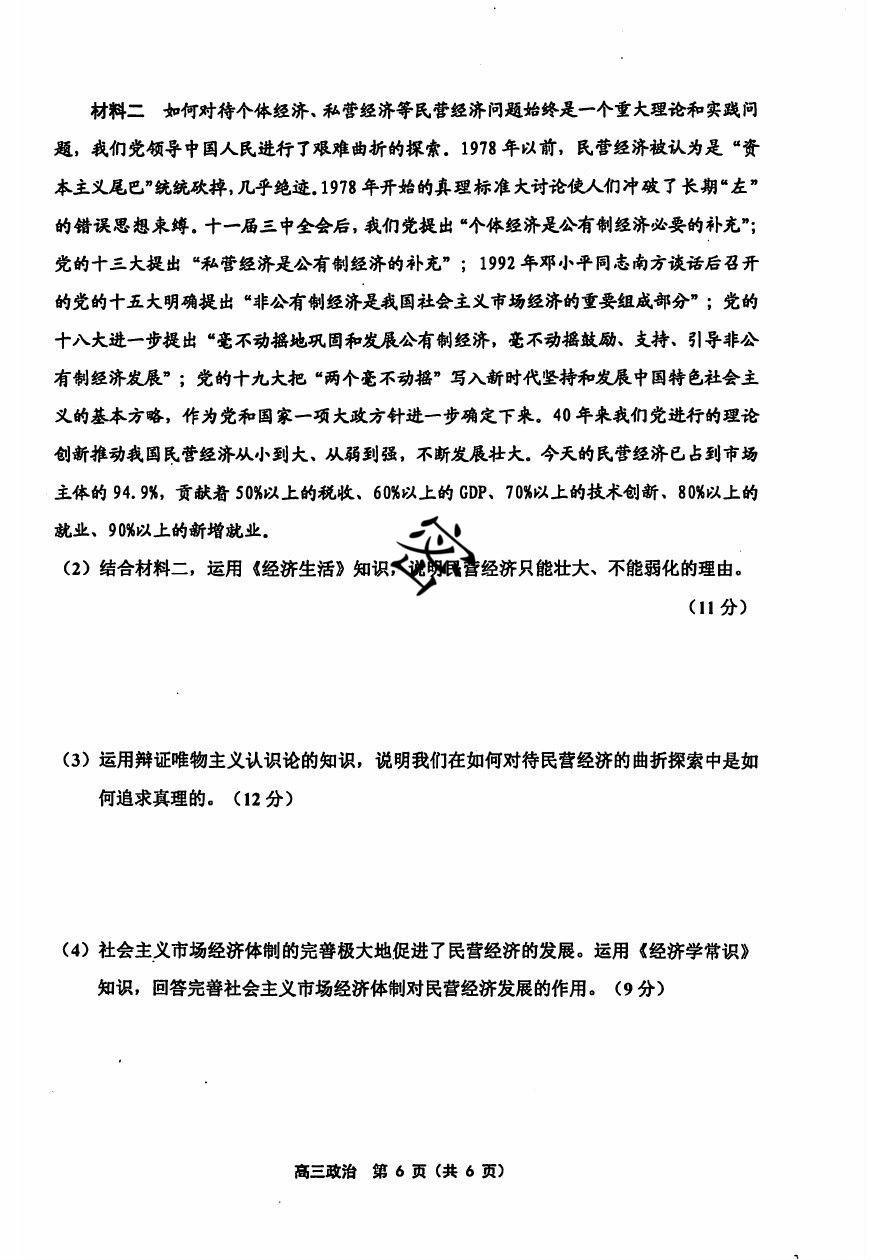 材料二 如何对待个体经济、私营经济等民营经济问题始终是一个重大理论和实践问
题，我们党领导中国人民进行了艰难曲折的探索。1978 年以前，民营经济被认为是“资
本主义尾巴”统统砍掉，几乎绝迹。1978 年开始的真理标准大讨论使人们冲破了长期“左”
的错误思想束缚。十一届三中全会后，我们党提出“个体经济是公有制经济必要的补充”；
党的十三大提出“私营经济是公有制经济的补充”；1992 年邓小平同志南方谈话后召开
的党的十五大明确提出“非公有制经济是我国社会主义市场经济的重要组成部分”；党的
十八大进一步提出“毫不动摇地巩固和发展公有制经济，毫不动摇鼓励、支持、引导非公
有制经济发展”；党的十九大把“两个毫不动摇”写入新时代坚持和发展中国特色社会主
义的基本方略，作为党和国家一项大政方针进一步确定下来。40 年来我们党进行的理论
创新推动我国民营经济从小到大、从弱到强，不断发展壮大。今天的民营经济已占到市场
主体的 94.9%，贡献着 50%以上的税收、60%以上的 GDP、70%以上的技术创新、80%以上的
就业、90%以上的新增就业。
（2）结合材料二，运用《经济生活》知识，说明民营经济只能壮大、不能弱化的理由。
（11 分）
（3）运用辩证唯物主义认识论的知识，说明我们在如何对待民营经济的曲折探索中是如
何追求真理的。（12 分）
（4）社会主义市场经济体制的完善极大地促进了民营经济的发展。运用《经济学常识》
知识，回答完善社会主义市场经济体制对民营经济发展的作用。（9 分）
高三政治 第 6 页（共 6 页）